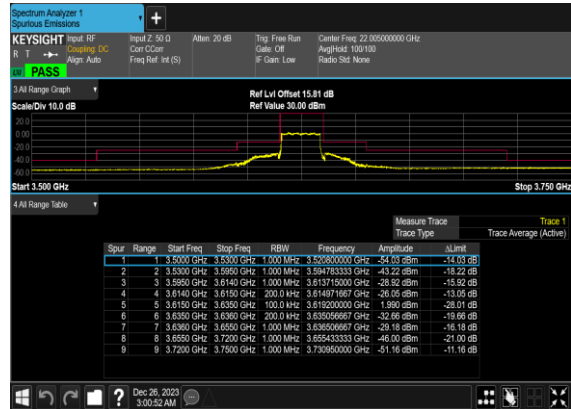 Spectrum Analyzer 1
Spurious Emissions
KEYSIGHT Input: RF Input Z: 50 Ω Atten: 20 dB Trig: Free Run Center Freq: 22.005000000 GHz
R T Coupling: DC Corr CCorr Gate: Off Avg|Hold: 100/100
Align: Auto Freq Ref: Int (S) IF Gain: Low Radio Std: None
LW PASS
3 All Range Graph
Ref Lvl Offset 15.81 dB
Scale/Div 10.0 dB Ref Value 30.00 dBm
20.0
0.00
-20.0
-40.0
-60.0
Start 3.500 GHz Stop 3.750 GHz
4 All Range Table
Measure Trace Trace 1
Trace Type Trace Average (Active)
Spur Range Start Freq Stop Freq RBW Frequency Amplitude ΔLimit
1 1 3.5000 GHz 3.5300 GHz 1.000 MHz 3.520800000 GHz -54.03 dBm -14.03 dB
2 2 3.5300 GHz 3.5950 GHz 1.000 MHz 3.594783333 GHz -43.22 dBm -18.22 dB
3 3 3.5950 GHz 3.6140 GHz 1.000 MHz 3.613715000 GHz -28.92 dBm -15.92 dB
4 4 3.6140 GHz 3.6150 GHz 200.0 kHz 3.614971667 GHz -26.05 dBm -13.05 dB
5 5 3.6150 GHz 3.6350 GHz 100.0 kHz 3.619200000 GHz 1.990 dBm -28.01 dB
6 6 3.6350 GHz 3.6360 GHz 200.0 kHz 3.635056667 GHz -32.66 dBm -19.66 dB
7 7 3.6360 GHz 3.6550 GHz 1.000 MHz 3.636506667 GHz -29.18 dBm -16.18 dB
8 8 3.6550 GHz 3.7200 GHz 1.000 MHz 3.655433333 GHz -46.00 dBm -21.00 dB
9 9 3.7200 GHz 3.7500 GHz 1.000 MHz 3.730950000 GHz -51.16 dBm -11.16 dB
? Dec 26, 2023
3:00:52 AM